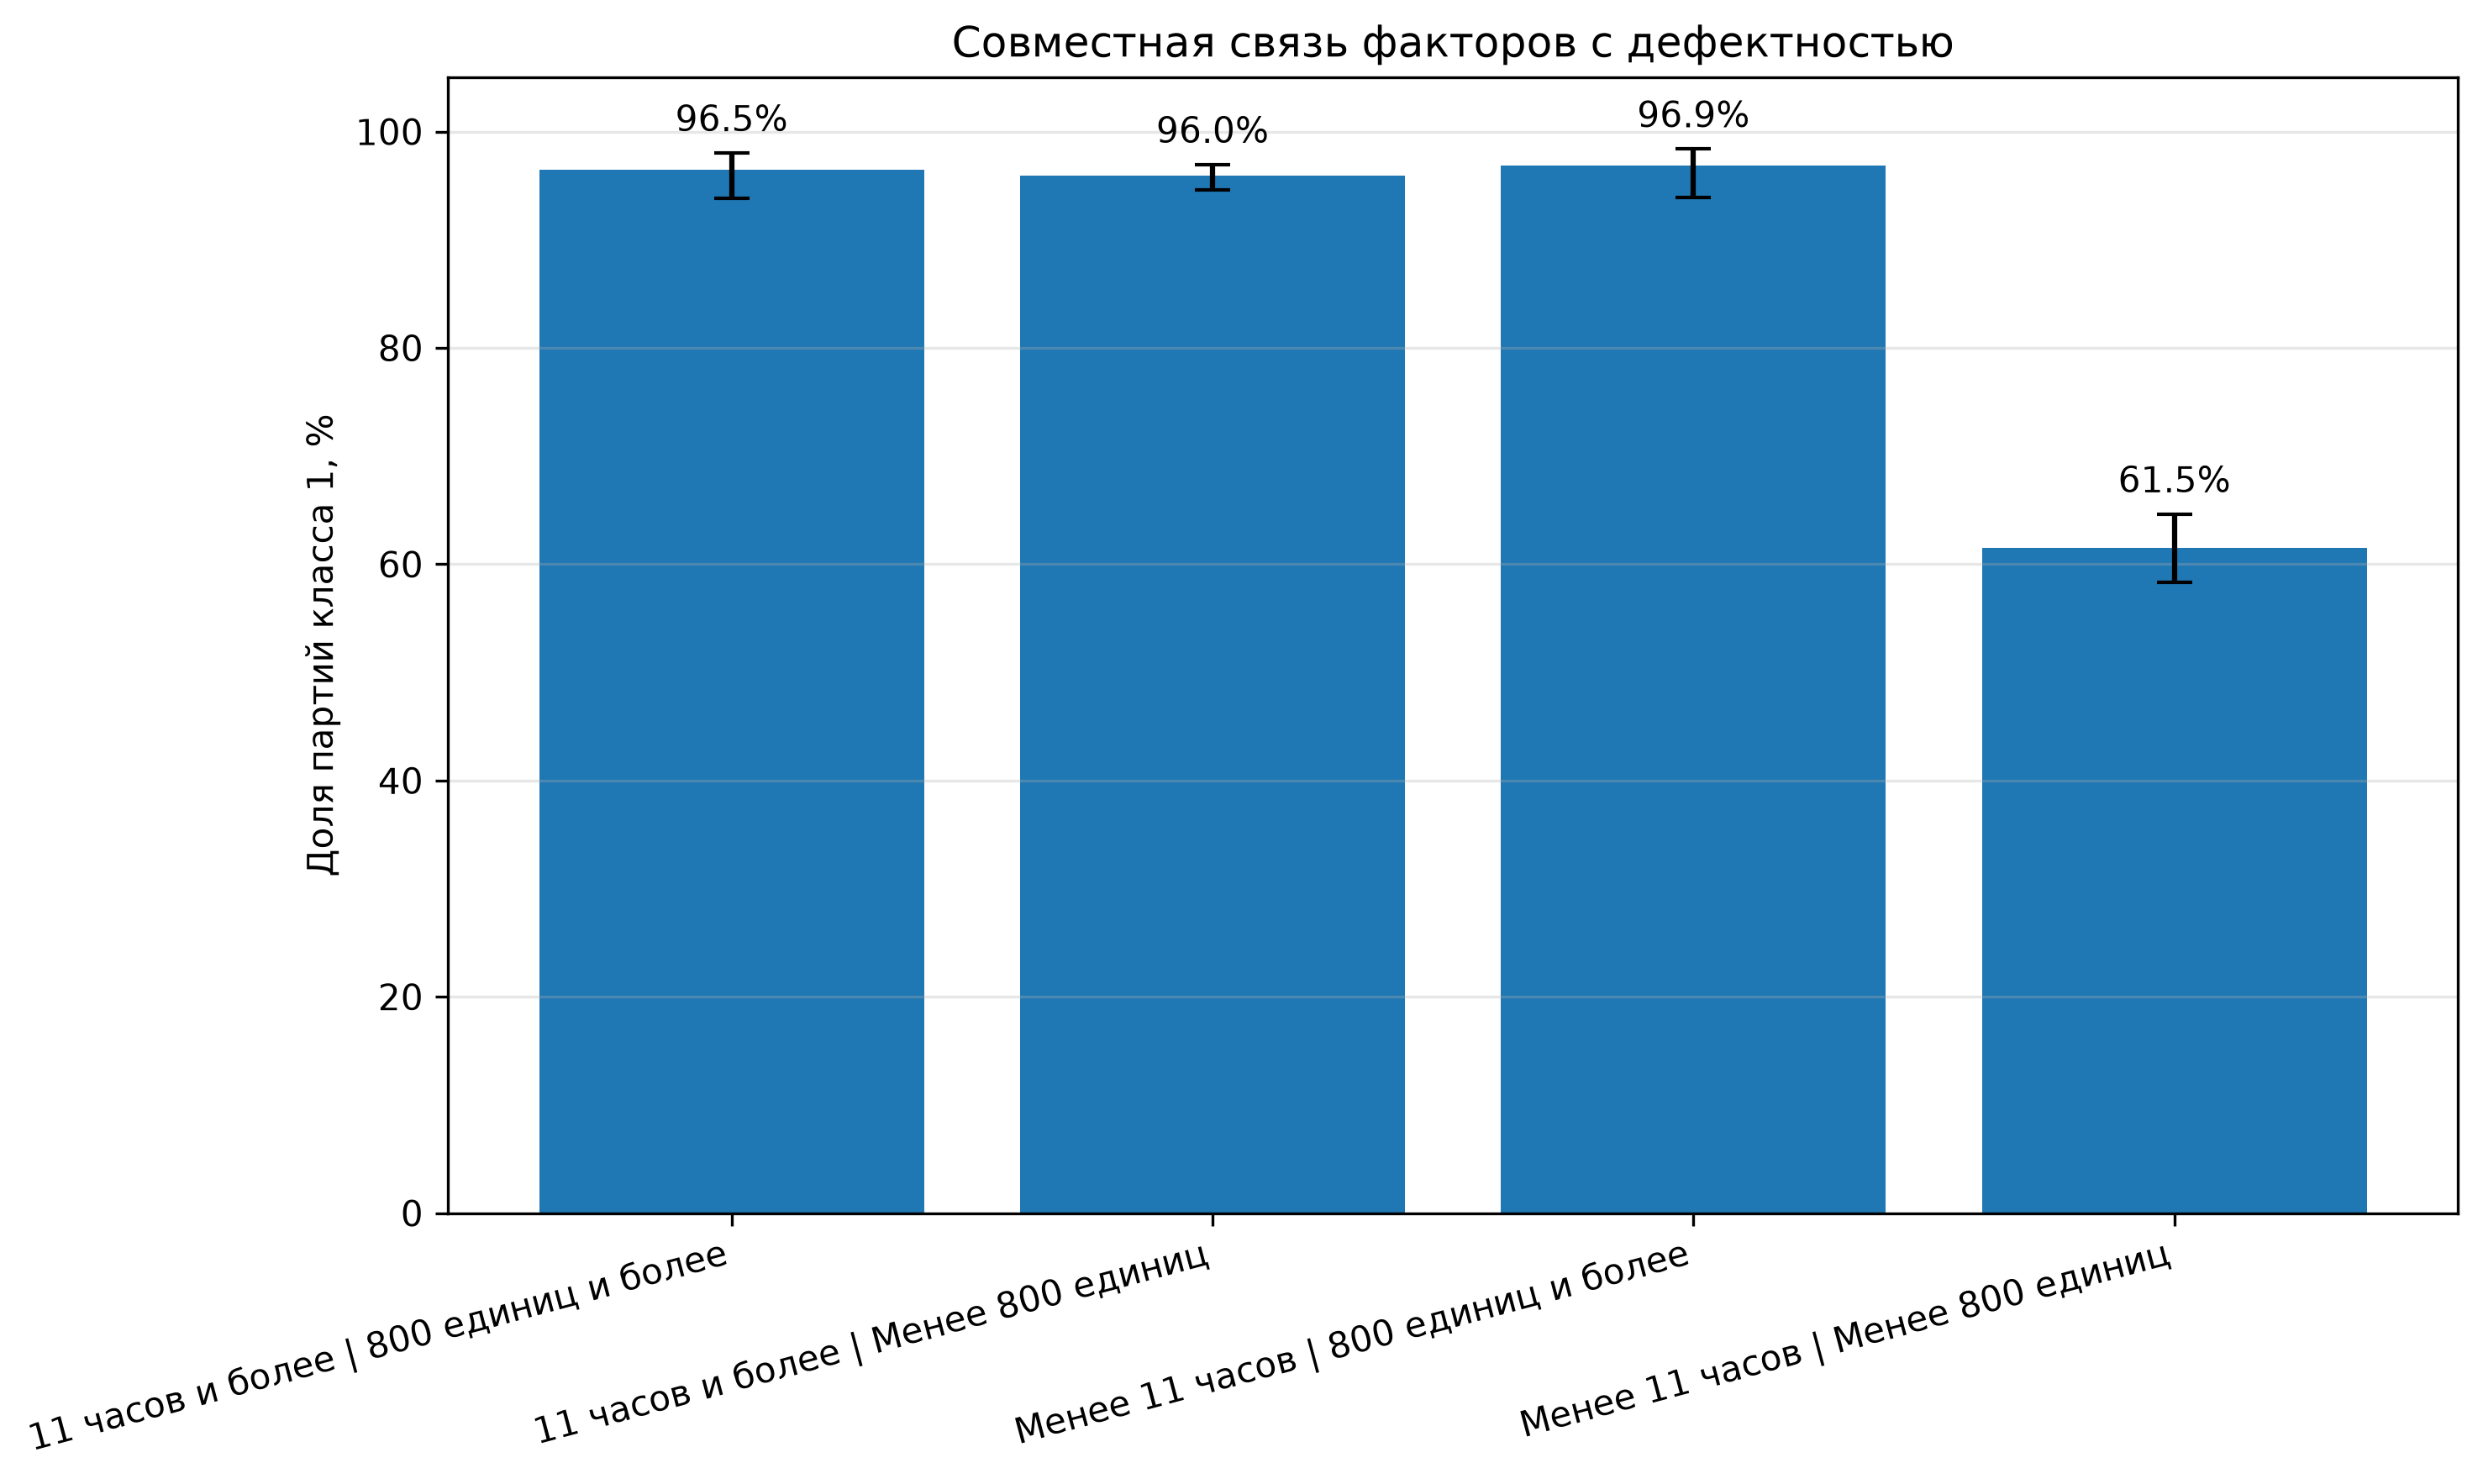 Совместная связь факторов с дефектностью
96.5%
96.0%
96.9%
61.5%
Доля партий класса 1, %
100
80
60
40
20
0
11 часов и более | 800 единиц и более
11 часов и более | Менее 800 единиц
Менее 11 часов | 800 единиц и более
Менее 11 часов | Менее 800 единиц